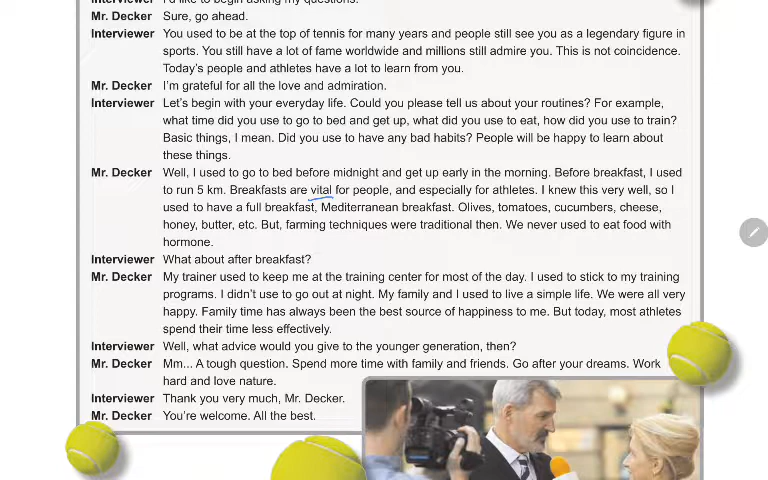 Interviewer I'd like to begin asking my questions.
Mr. Decker Sure, go ahead.
Interviewer You used to be at the top of tennis for many years and people still see you as a legendary figure in
sports. You still have a lot of fame worldwide and millions still admire you. This is not coincidence.
Today's people and athletes have a lot to learn from you.
Mr. Decker I'm grateful for all the love and admiration.
Interviewer Let's begin with your everyday life. Could you please tell us about your routines? For example,
what time did you use to go to bed and get up, what did you use to eat, how did you use to train?
Basic things, I mean. Did you use to have any bad habits? People will be happy to learn about
these things.
Mr. Decker Well, I used to go to bed before midnight and get up early in the morning. Before breakfast, I used
to run 5 km. Breakfasts are vital for people, and especially for athletes. I knew this very well, so I
used to have a full breakfast, Mediterranean breakfast. Olives, tomatoes, cucumbers, cheese,
honey, butter, etc. But, farming techniques were traditional then. We never used to eat food with
hormone.
Interviewer What about after breakfast?
Mr. Decker My trainer used to keep me at the training center for most of the day. I used to stick to my training
programs. I didn't use to go out at night. My family and I used to live a simple life. We were all very
happy. Family time has always been the best source of happiness to me. But today, most athletes
spend their time less effectively.
Interviewer Well, what advice would you give to the younger generation, then?
Mr. Decker Mm... A tough question. Spend more time with family and friends. Go after your dreams. Work
hard and love nature.
Interviewer Thank you very much, Mr. Decker.
Mr. Decker You're welcome. All the best.